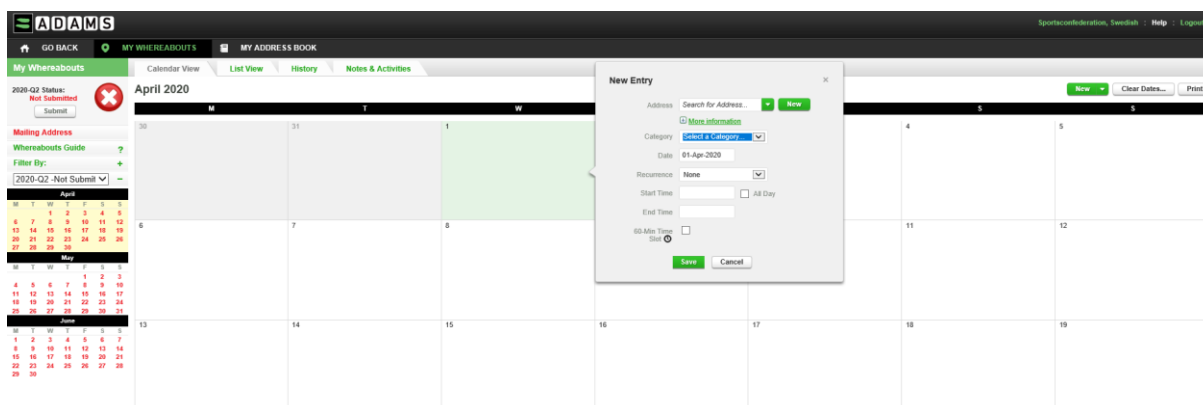 ADAMS
Sportsconfederation, Swedish : Help : Logout
GO BACK MY WHEREABOUTS MY ADDRESS BOOK
My Whereabouts Calendar View List View History Notes & Activities
2020-Q2 Status:
Not Submitted
Submit
Mailing Address
Whereabouts Guide ?
Filter By: +
2020-Q2 -Not Submit −
April
M T W T F S S
1 2 3 4 5
6 7 8 9 10 11 12
13 14 15 16 17 18 19
20 21 22 23 24 25 26
27 28 29 30
May
M T W T F S S
1 2 3
4 5 6 7 8 9 10
11 12 13 14 15 16 17
18 19 20 21 22 23 24
25 26 27 28 29 30 31
June
M T W T F S S
1 2 3 4 5 6 7
8 9 10 11 12 13 14
15 16 17 18 19 20 21
22 23 24 25 26 27 28
29 30
April 2020 New Clear Dates... Print
M T W S S
30 31 1 4 5
6 7 8 11 12
13 14 15 16 17 18 19
New Entry ×
Address Search for Address... New
More information
Category Select a Category...
Date 01-Apr-2020
Recurrence None
Start Time All Day
End Time
60-Min Time
Slot
Save Cancel